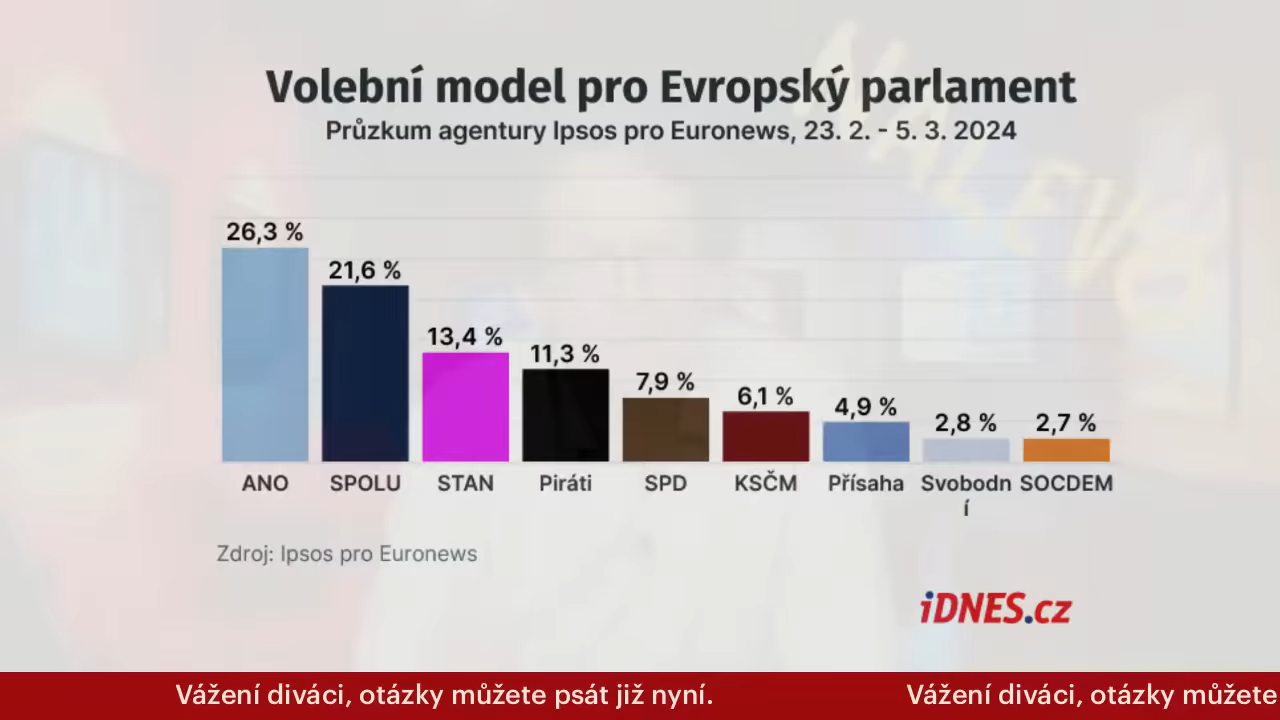 Volební model pro Evropský parlament
Průzkum agentury Ipsos pro Euronews, 23. 2. - 5. 3. 2024
26,3 %
21,6 %
13,4 %
11,3 %
7,9 %
6,1 %
4,9 %
2,8 %
2,7 %
ANO
SPOLU
STAN
Piráti
SPD
KSČM
Přísaha
Svobodn
í
SOCDEM
Zdroj: Ipsos pro Euronews
iDNES.cz
Vážení diváci, otázky můžete psát již nyní.
Vážení diváci, otázky můžete